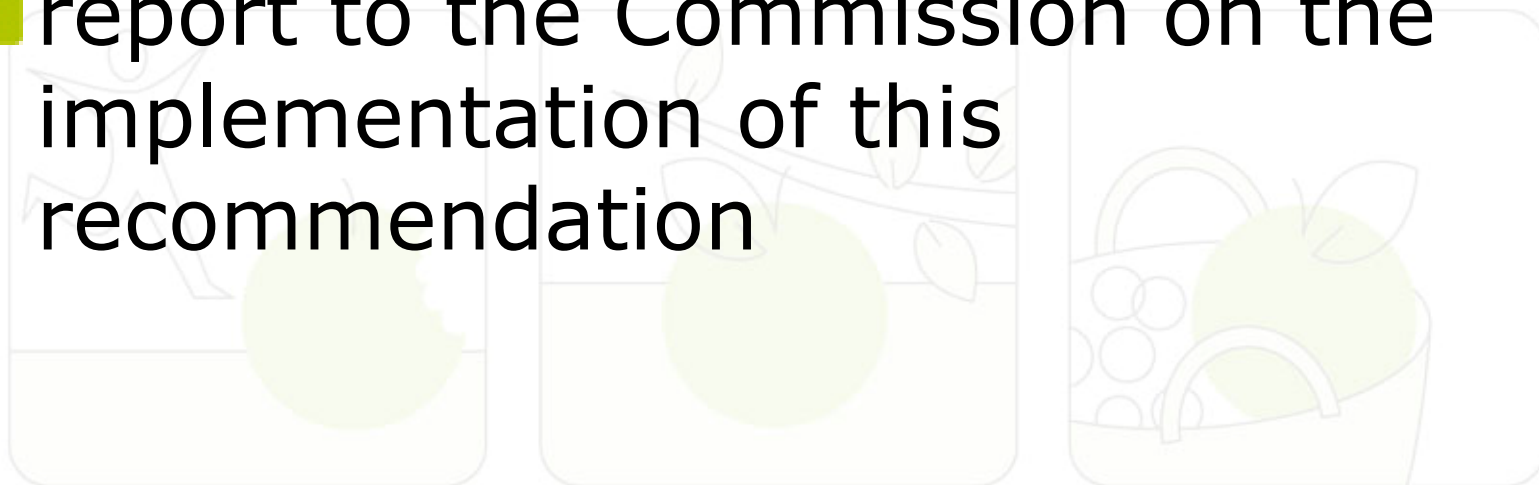 report to the Commission on the
implementation of this
recommendation